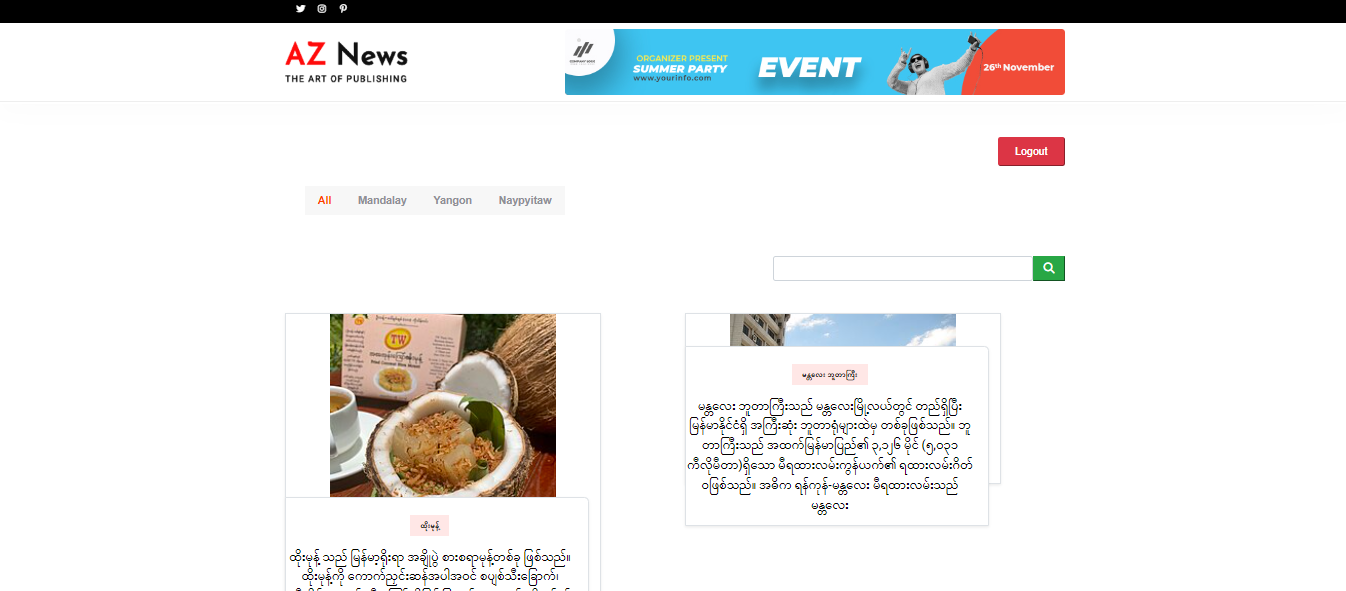 AZ News
THE ART OF PUBLISHING
ORGANIZER PRESENT
SUMMER PARTY
www.yourinfo.com
EVENT
26th November
Logout
All Mandalay Yangon Naypyitaw
TW
မန္တလေး ဘူတာကြီး
မန္တလေး ဘူတာကြီးသည် မန္တလေးမြို့လယ်တွင် တည်ရှိပြီး
မြန်မာနိုင်ငံရှိ အကြီးဆုံး ဘူတာရုံများထဲမှ တစ်ခုဖြစ်သည်။ ဘူ
တာကြီးသည် အထက်မြန်မာပြည်၏ ၃,၁၂၆ မိုင် (၅,၀၃၁
ကီလိုမီတာ)ရှိသော မီရထားလမ်းကွန်ယက်၏ ရထားလမ်းဂိတ်
ဝဖြစ်သည်။ အဓိက ရန်ကုန်-မန္တလေး မီရထားလမ်းသည်
မန္တလေး
ထိုးမုန့်
ထိုးမုန့် သည် မြန်မာ့ရိုးရာ အချိုပွဲ စားစရာမုန့်တစ်ခု ဖြစ်သည်။
ထိုးမုန့်ကို ကောက်ညှင်းဆန်အပါအဝင် စပျစ်သီးခြောက်၊